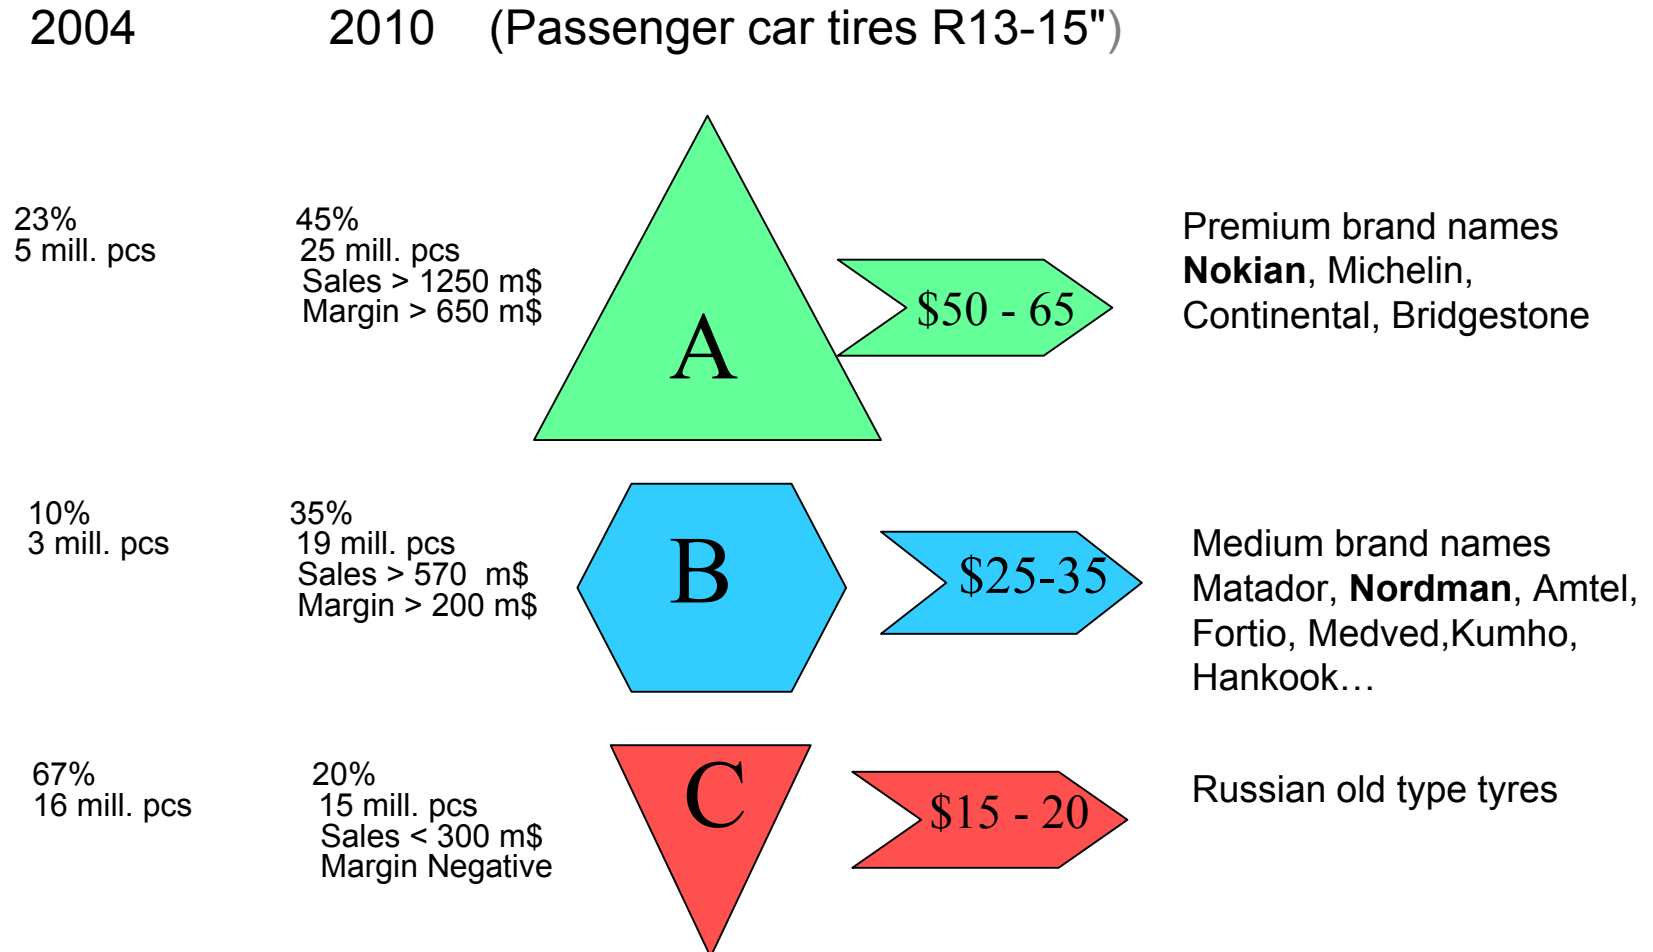 2004 2010 (Passenger car tires R13-15")
23%
5 mill. pcs
45%
25 mill. pcs
Sales > 1250 m$
Margin > 650 m$
A
$50 - 65
Premium brand names
Nokian, Michelin,
Continental, Bridgestone
10%
3 mill. pcs
35%
19 mill. pcs
Sales > 570 m$
Margin > 200 m$
B
$25-35
Medium brand names
Matador, Nordman, Amtel,
Fortio, Medved,Kumho,
Hankook…
67%
16 mill. pcs
20%
15 mill. pcs
Sales < 300 m$
Margin Negative
C
$15 - 20
Russian old type tyres